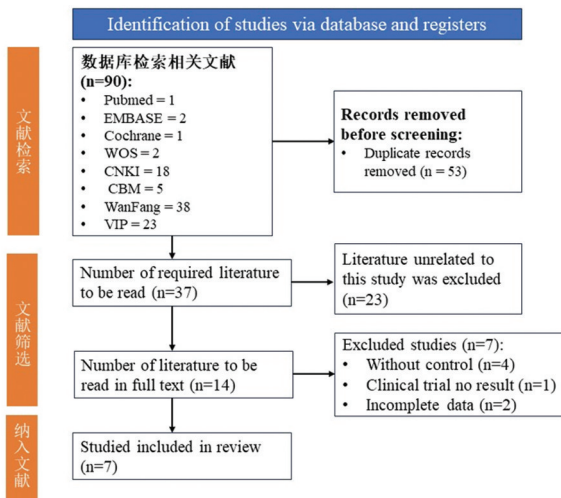 Identification of studies via database and registers
文献检索
数据库检索相关文献
(n=90):
• Pubmed = 1
• EMBASE = 2
• Cochrane = 1
• WOS = 2
• CNKI = 18
• CBM = 5
• WanFang = 38
• VIP = 23
Records removed
before screening:
• Duplicate records
removed (n = 53)
文献筛选
Number of required literature
to be read (n=37)
Literature unrelated to
this study was excluded
(n=23)
Number of literature to be
read in full text (n=14)
Excluded studies (n=7):
• Without control (n=4)
• Clinical trial no result (n=1)
• Incomplete data (n=2)
纳入文献
Studied included in review
(n=7)